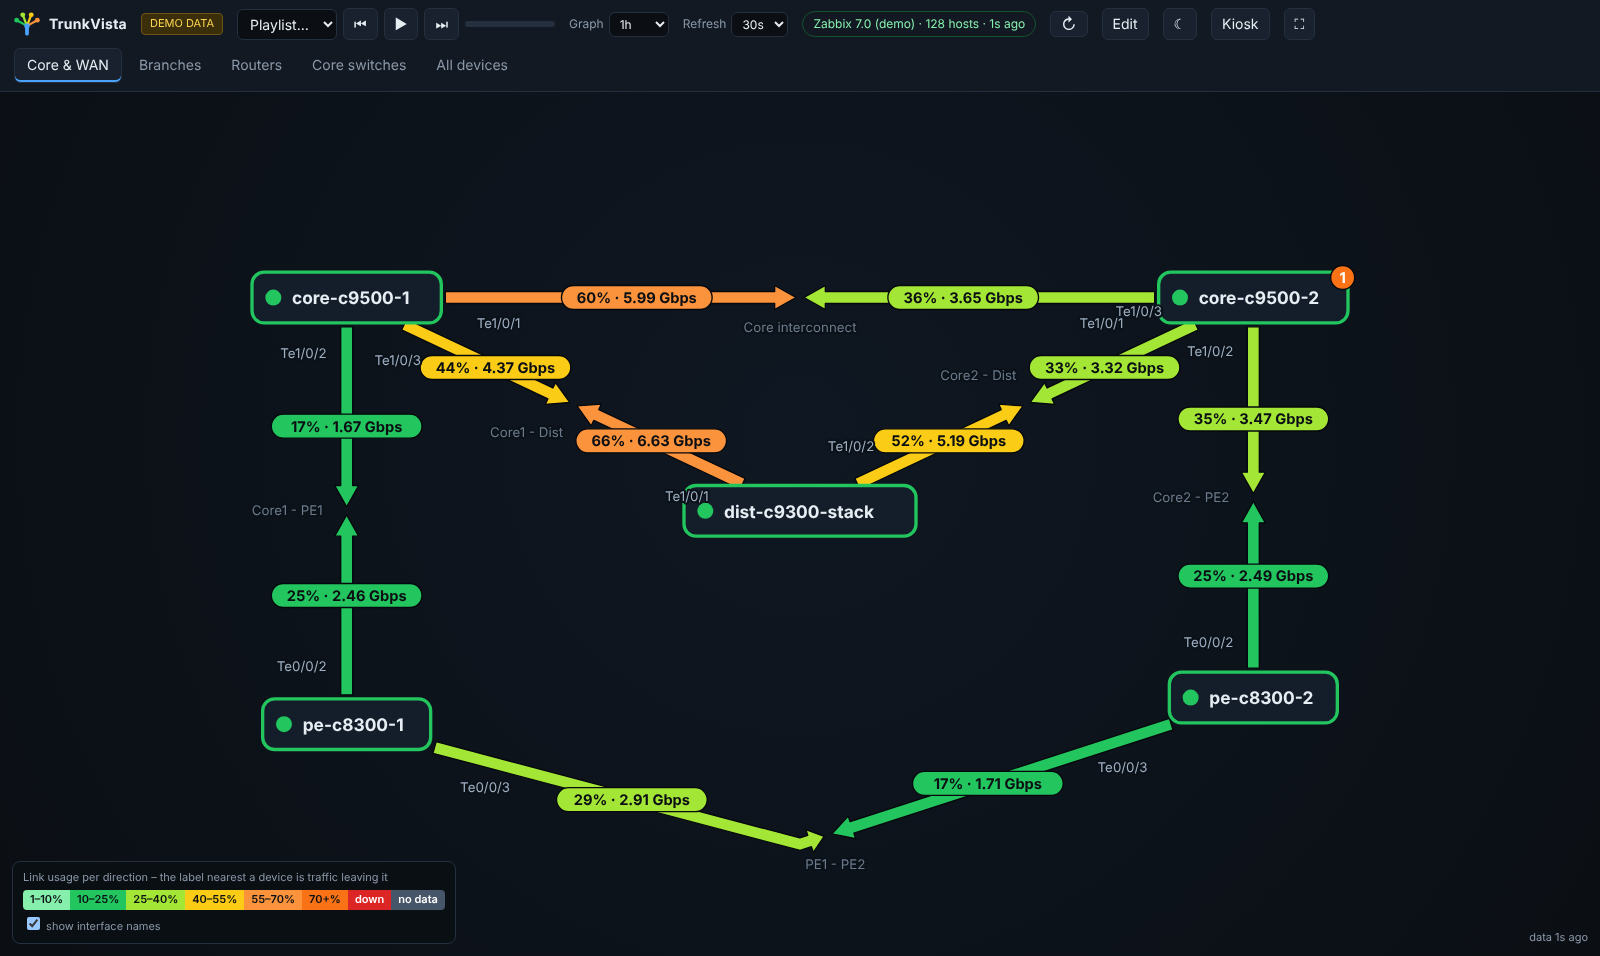 TrunkVista
DEMO DATA
Playlist...
Graph
1h
Refresh
30s
Zabbix 7.0 (demo) · 128 hosts · 1s ago
Edit
Kiosk
Core & WAN
Branches
Routers
Core switches
All devices
1
core-c9500-1
60% · 5.99 Gbps
36% · 3.65 Gbps
core-c9500-2
Te1/0/1
Core interconnect
Te1/0/1
Te1/0/3
Te1/0/2
Te1/0/3
44% · 4.37 Gbps
Core2 - Dist
33% · 3.32 Gbps
Te1/0/2
17% · 1.67 Gbps
Core1 - Dist
66% · 6.63 Gbps
Te1/0/2
52% · 5.19 Gbps
35% · 3.47 Gbps
Core1 - PE1
Te1/0/1
dist-c9300-stack
Core2 - PE2
25% · 2.46 Gbps
25% · 2.49 Gbps
Te0/0/2
Te0/0/2
pe-c8300-1
pe-c8300-2
Te0/0/3
29% · 2.91 Gbps
17% · 1.71 Gbps
Te0/0/3
PE1 - PE2
Link usage per direction – the label nearest a device is traffic leaving it
1–10% 10–25% 25–40% 40–55% 55–70% 70+% down no data
show interface names
data 1s ago